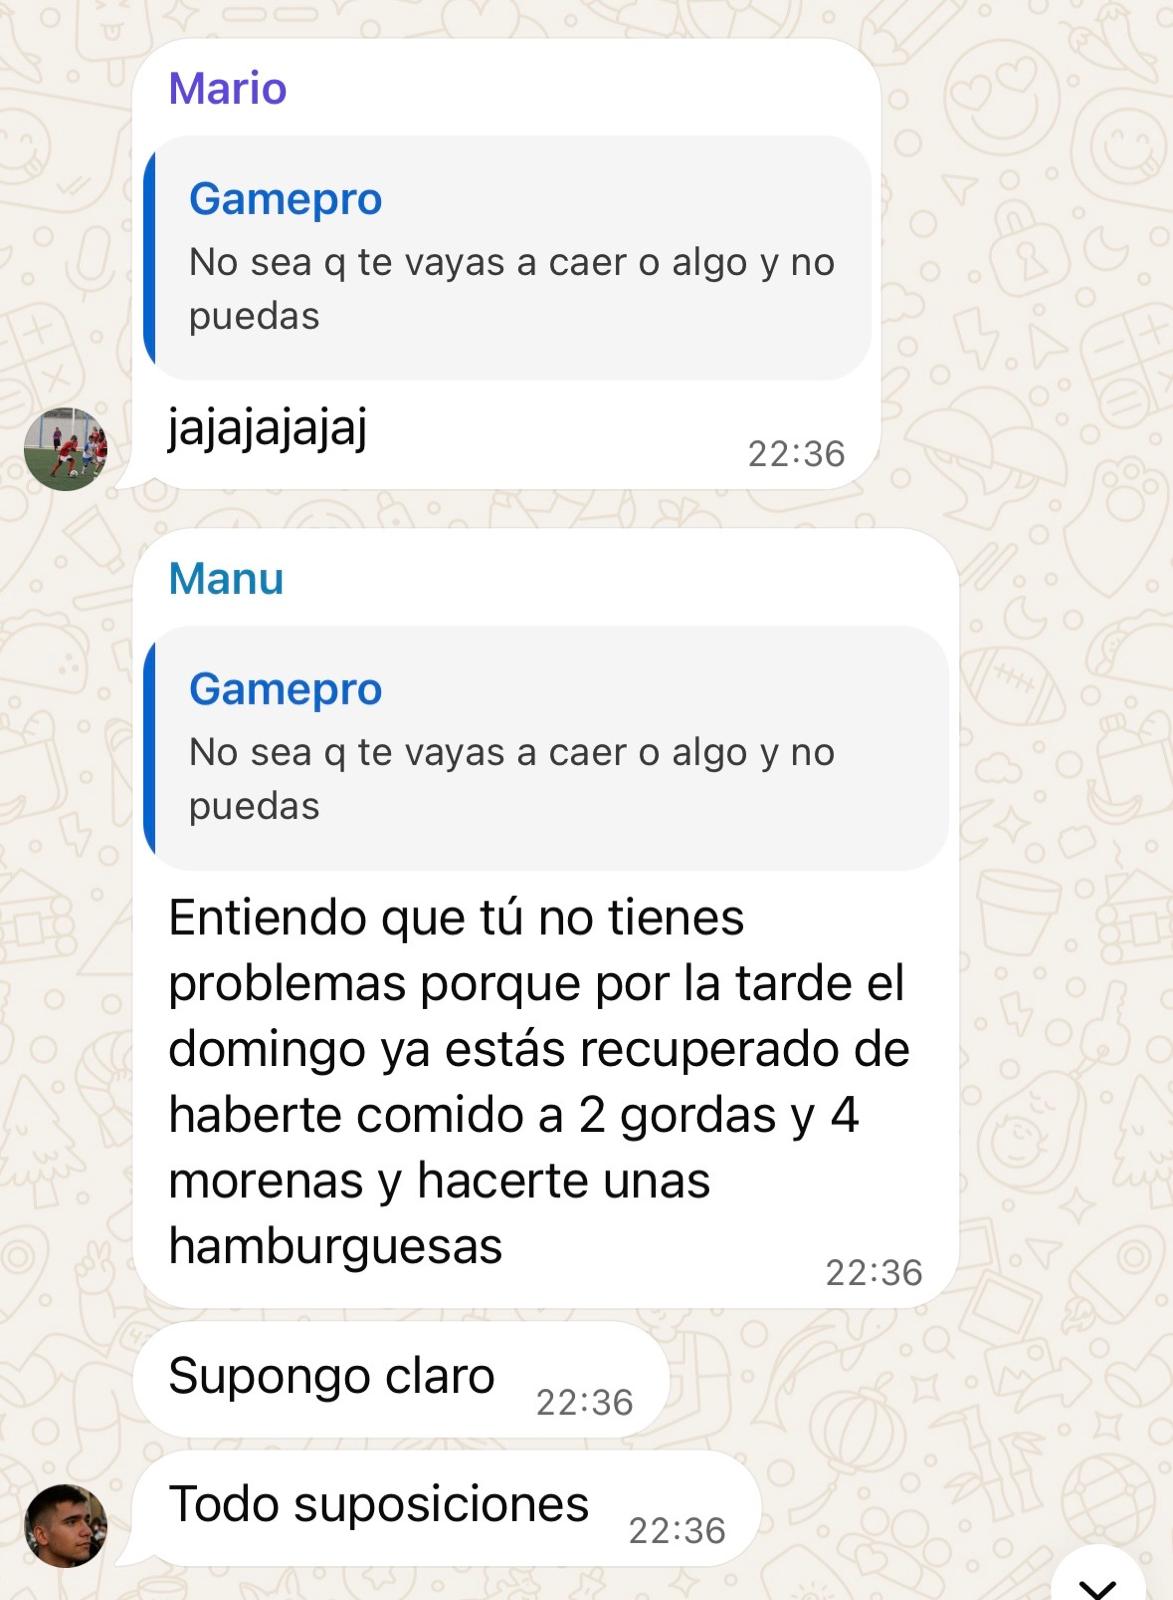 Mario
Gamepro
No sea q te vayas a caer o algo y no
puedas
jajajajajaj
22:36
Manu
Gamepro
No sea q te vayas a caer o algo y no
puedas
Entiendo que tú no tienes
problemas porque por la tarde el
domingo ya estás recuperado de
haberte comido a 2 gordas y 4
morenas y hacerte unas
hamburguesas
22:36
Supongo claro
22:36
Todo suposiciones
22:36